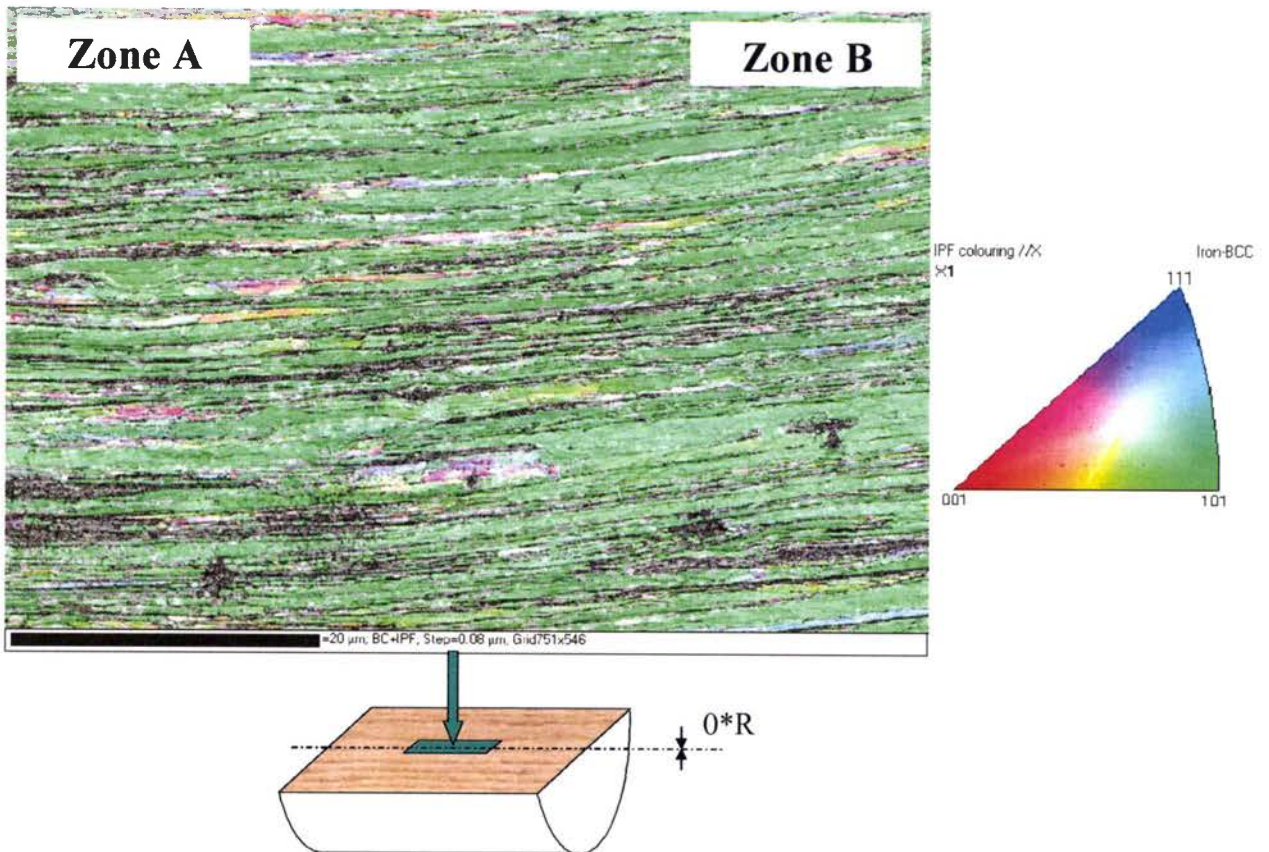 Zone A
Zone B
IPF colouring //X
X1
Iron-BCC
111
001
101
=20 µm; BC+IPF, Step=0.08 µm, Grid751x546
0*R